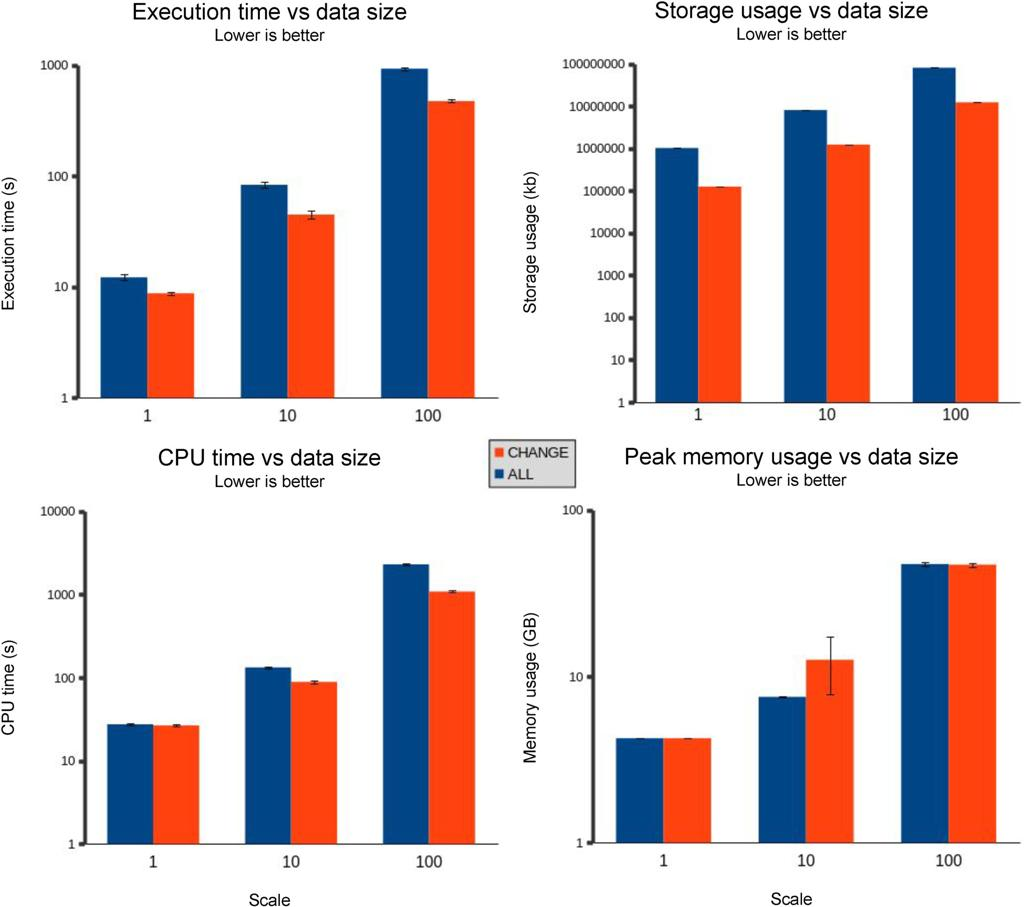 Execution time vs data size
Lower is better
1000
100
10
1
Execution time (s)
1
10
100
Storage usage vs data size
Lower is better
100000000
10000000
1000000
100000
10000
1000
100
10
1
Storage usage (kb)
1
10
100
CHANGE
ALL
CPU time vs data size
Lower is better
10000
1000
100
10
1
CPU time (s)
1
10
100
Scale
Peak memory usage vs data size
Lower is better
100
10
1
Memory usage (GB)
1
10
100
Scale